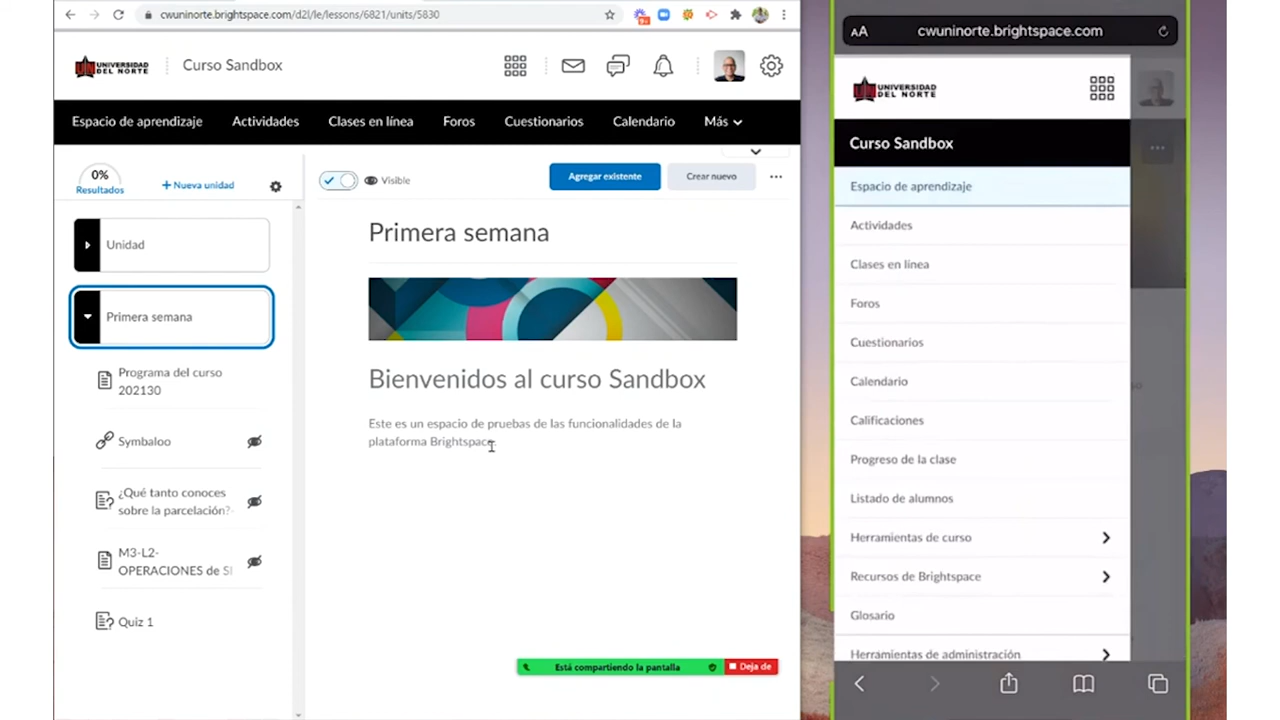 cwuninorte.brightspace.com/d2l/le/lessons/6821/units/5830
UNIVERSIDAD
DEL NORTE
Curso Sandbox
Espacio de aprendizaje
Actividades
Clases en línea
Foros
Cuestionarios
Calendario
Más
0%
Resultados
+ Nueva unidad
Visible
Agregar existente
Crear nuevo
Unidad
Primera semana
Programa del curso
202130
Symbaloo
¿Qué tanto conoces
sobre la parcelación?-
M3-L2-
OPERACIONES de SI
Quiz 1
Primera semana
Bienvenidos al curso Sandbox
Este es un espacio de pruebas de las funcionalidades de la
plataforma Brightspace.
Está compartiendo la pantalla
Deja de
AA
cwuninorte.brightspace.com
UNIVERSIDAD
DEL NORTE
Curso Sandbox
Espacio de aprendizaje
Actividades
Clases en línea
Foros
Cuestionarios
Calendario
Calificaciones
Progreso de la clase
Listado de alumnos
Herramientas de curso
Recursos de Brightspace
Glosario
Herramientas de administración